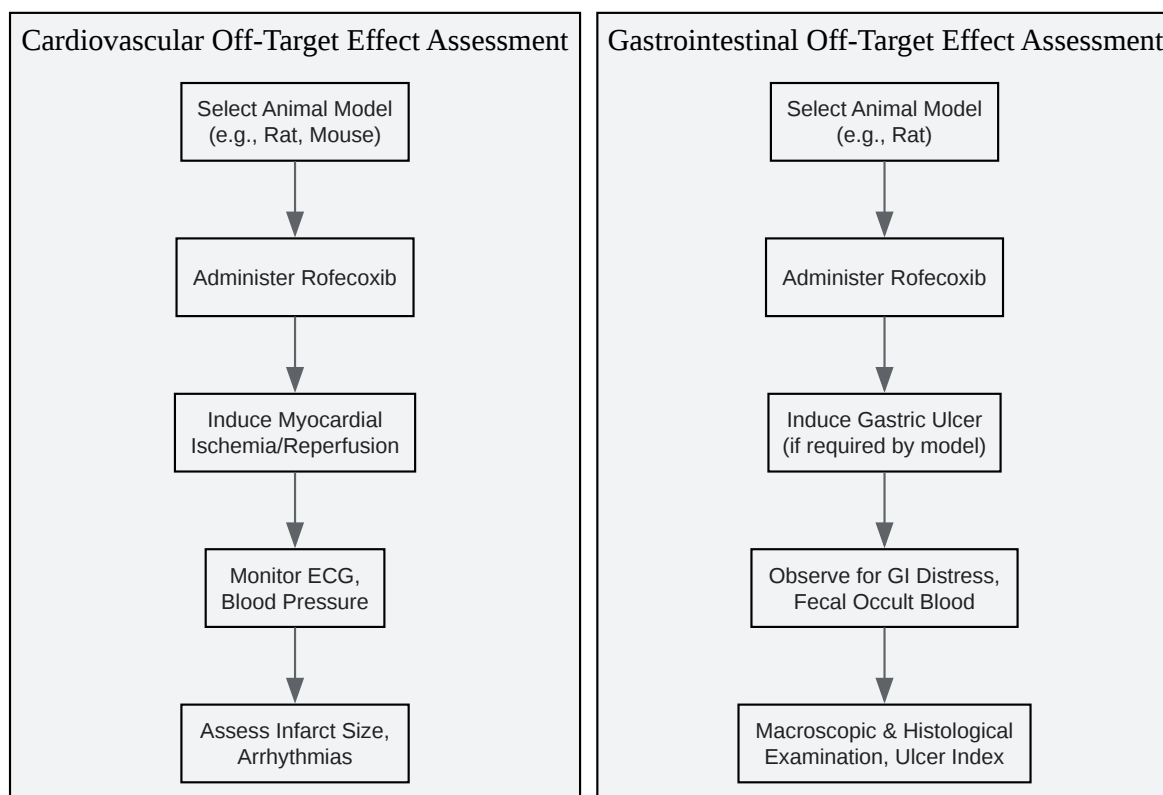 Cardiovascular Off-Target Effect Assessment
Select Animal Model
(e.g., Rat, Mouse)
Administer Rofecoxib
Induce Myocardial
Ischemia/Reperfusion
Monitor ECG,
Blood Pressure
Assess Infarct Size,
Arrhythmias
Gastrointestinal Off-Target Effect Assessment
Select Animal Model
(e.g., Rat)
Administer Rofecoxib
Induce Gastric Ulcer
(if required by model)
Observe for GI Distress,
Fecal Occult Blood
Macroscopic & Histological
Examination, Ulcer Index